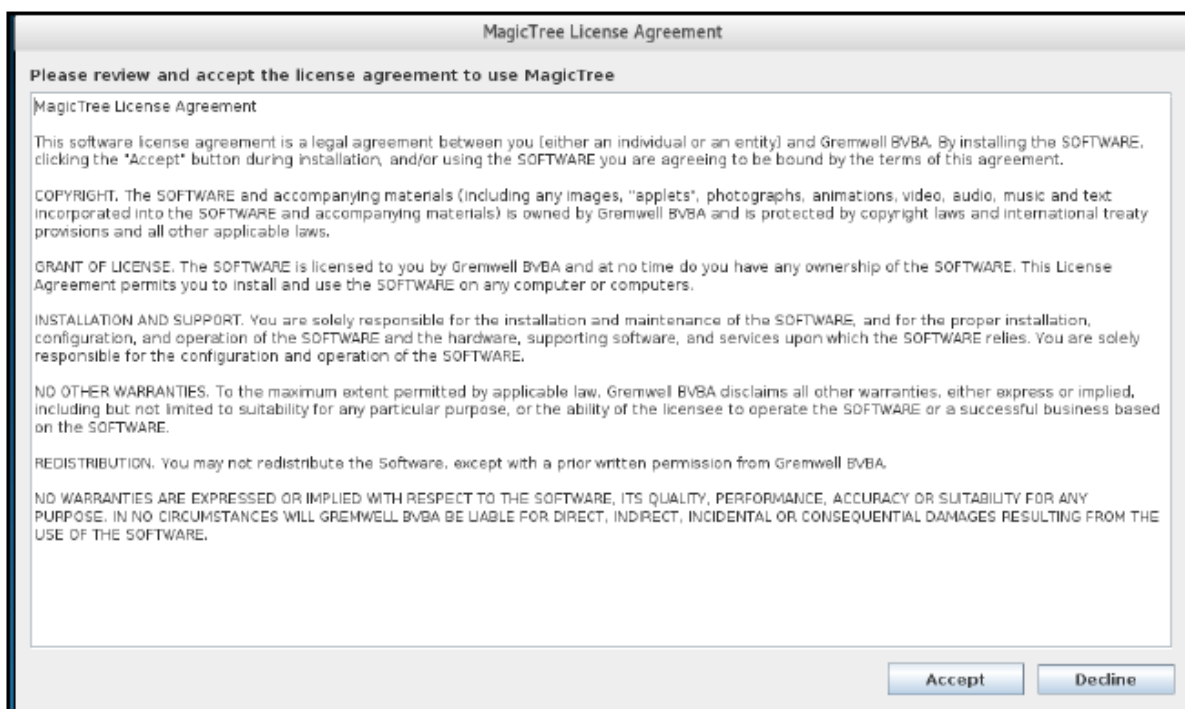 MagicTree License Agreement
Please review and accept the license agreement to use MagicTree
MagicTree License Agreement
This software license agreement is a legal agreement between you [either an individual or an entity] and Gremwell BVBA. By installing the SOFTWARE,
clicking the "Accept" button during installation, and/or using the SOFTWARE you are agreeing to be bound by the terms of this agreement.
COPYRIGHT. The SOFTWARE and accompanying materials (including any images, "applets", photographs, animations, video, audio, music and text
incorporated into the SOFTWARE and accompanying materials) is owned by Gremwell BVBA and is protected by copyright laws and international treaty
provisions and all other applicable laws.
GRANT OF LICENSE. The SOFTWARE is licensed to you by Gremwell BVBA and at no time do you have any ownership of the SOFTWARE. This License
Agreement permits you to install and use the SOFTWARE on any computer or computers.
INSTALLATION AND SUPPORT. You are solely responsible for the installation and maintenance of the SOFTWARE, and for the proper installation,
configuration, and operation of the SOFTWARE and the hardware, supporting software, and services upon which the SOFTWARE relies. You are solely
responsible for the configuration and operation of the SOFTWARE.
NO OTHER WARRANTIES. To the maximum extent permitted by applicable law, Gremwell BVBA disclaims all other warranties, either express or implied,
including but not limited to suitability for any particular purpose, or the ability of the licensee to operate the SOFTWARE or a successful business based
on the SOFTWARE.
REDISTRIBUTION. You may not redistribute the Software, except with a prior written permission from Gremwell BVBA.
NO WARRANTIES ARE EXPRESSED OR IMPLIED WITH RESPECT TO THE SOFTWARE, ITS QUALITY, PERFORMANCE, ACCURACY OR SUITABILITY FOR ANY
PURPOSE. IN NO CIRCUMSTANCES WILL GREMWELL BVBA BE LIABLE FOR DIRECT, INDIRECT, INCIDENTAL OR CONSEQUENTIAL DAMAGES RESULTING FROM THE
USE OF THE SOFTWARE.
Accept Decline